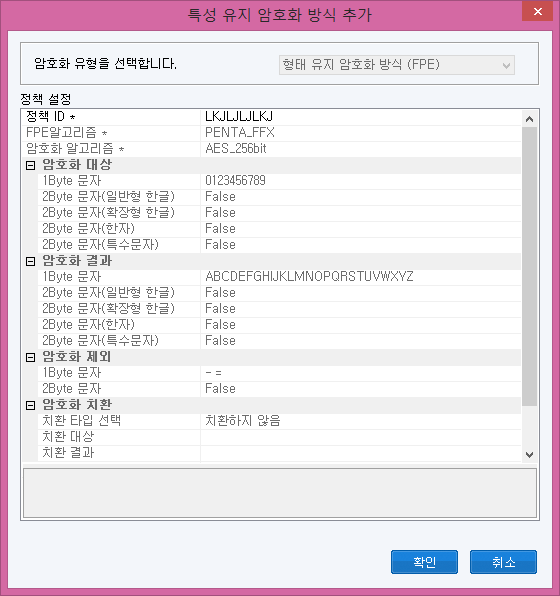 특성 유지 암호화 방식 추가
암호화 유형을 선택합니다. 형태 유지 암호화 방식 (FPE)
정책 설정
정책 ID * LKJLJLJLKJ
FPE알고리즘 * PENTA_FFX
암호화 알고리즘 * AES_256bit
암호화 대상
1Byte 문자 0123456789
2Byte 문자(일반형 한글) False
2Byte 문자(확장형 한글) False
2Byte 문자(한자) False
2Byte 문자(특수문자) False
암호화 결과
1Byte 문자 ABCDEFGHIJKLMNOPQRSTUVWXYZ
2Byte 문자(일반형 한글) False
2Byte 문자(확장형 한글) False
2Byte 문자(한자) False
2Byte 문자(특수문자) False
암호화 제외
1Byte 문자 - =
2Byte 문자 False
암호화 치환
치환 타입 선택 치환하지 않음
치환 대상
치환 결과
확인 취소